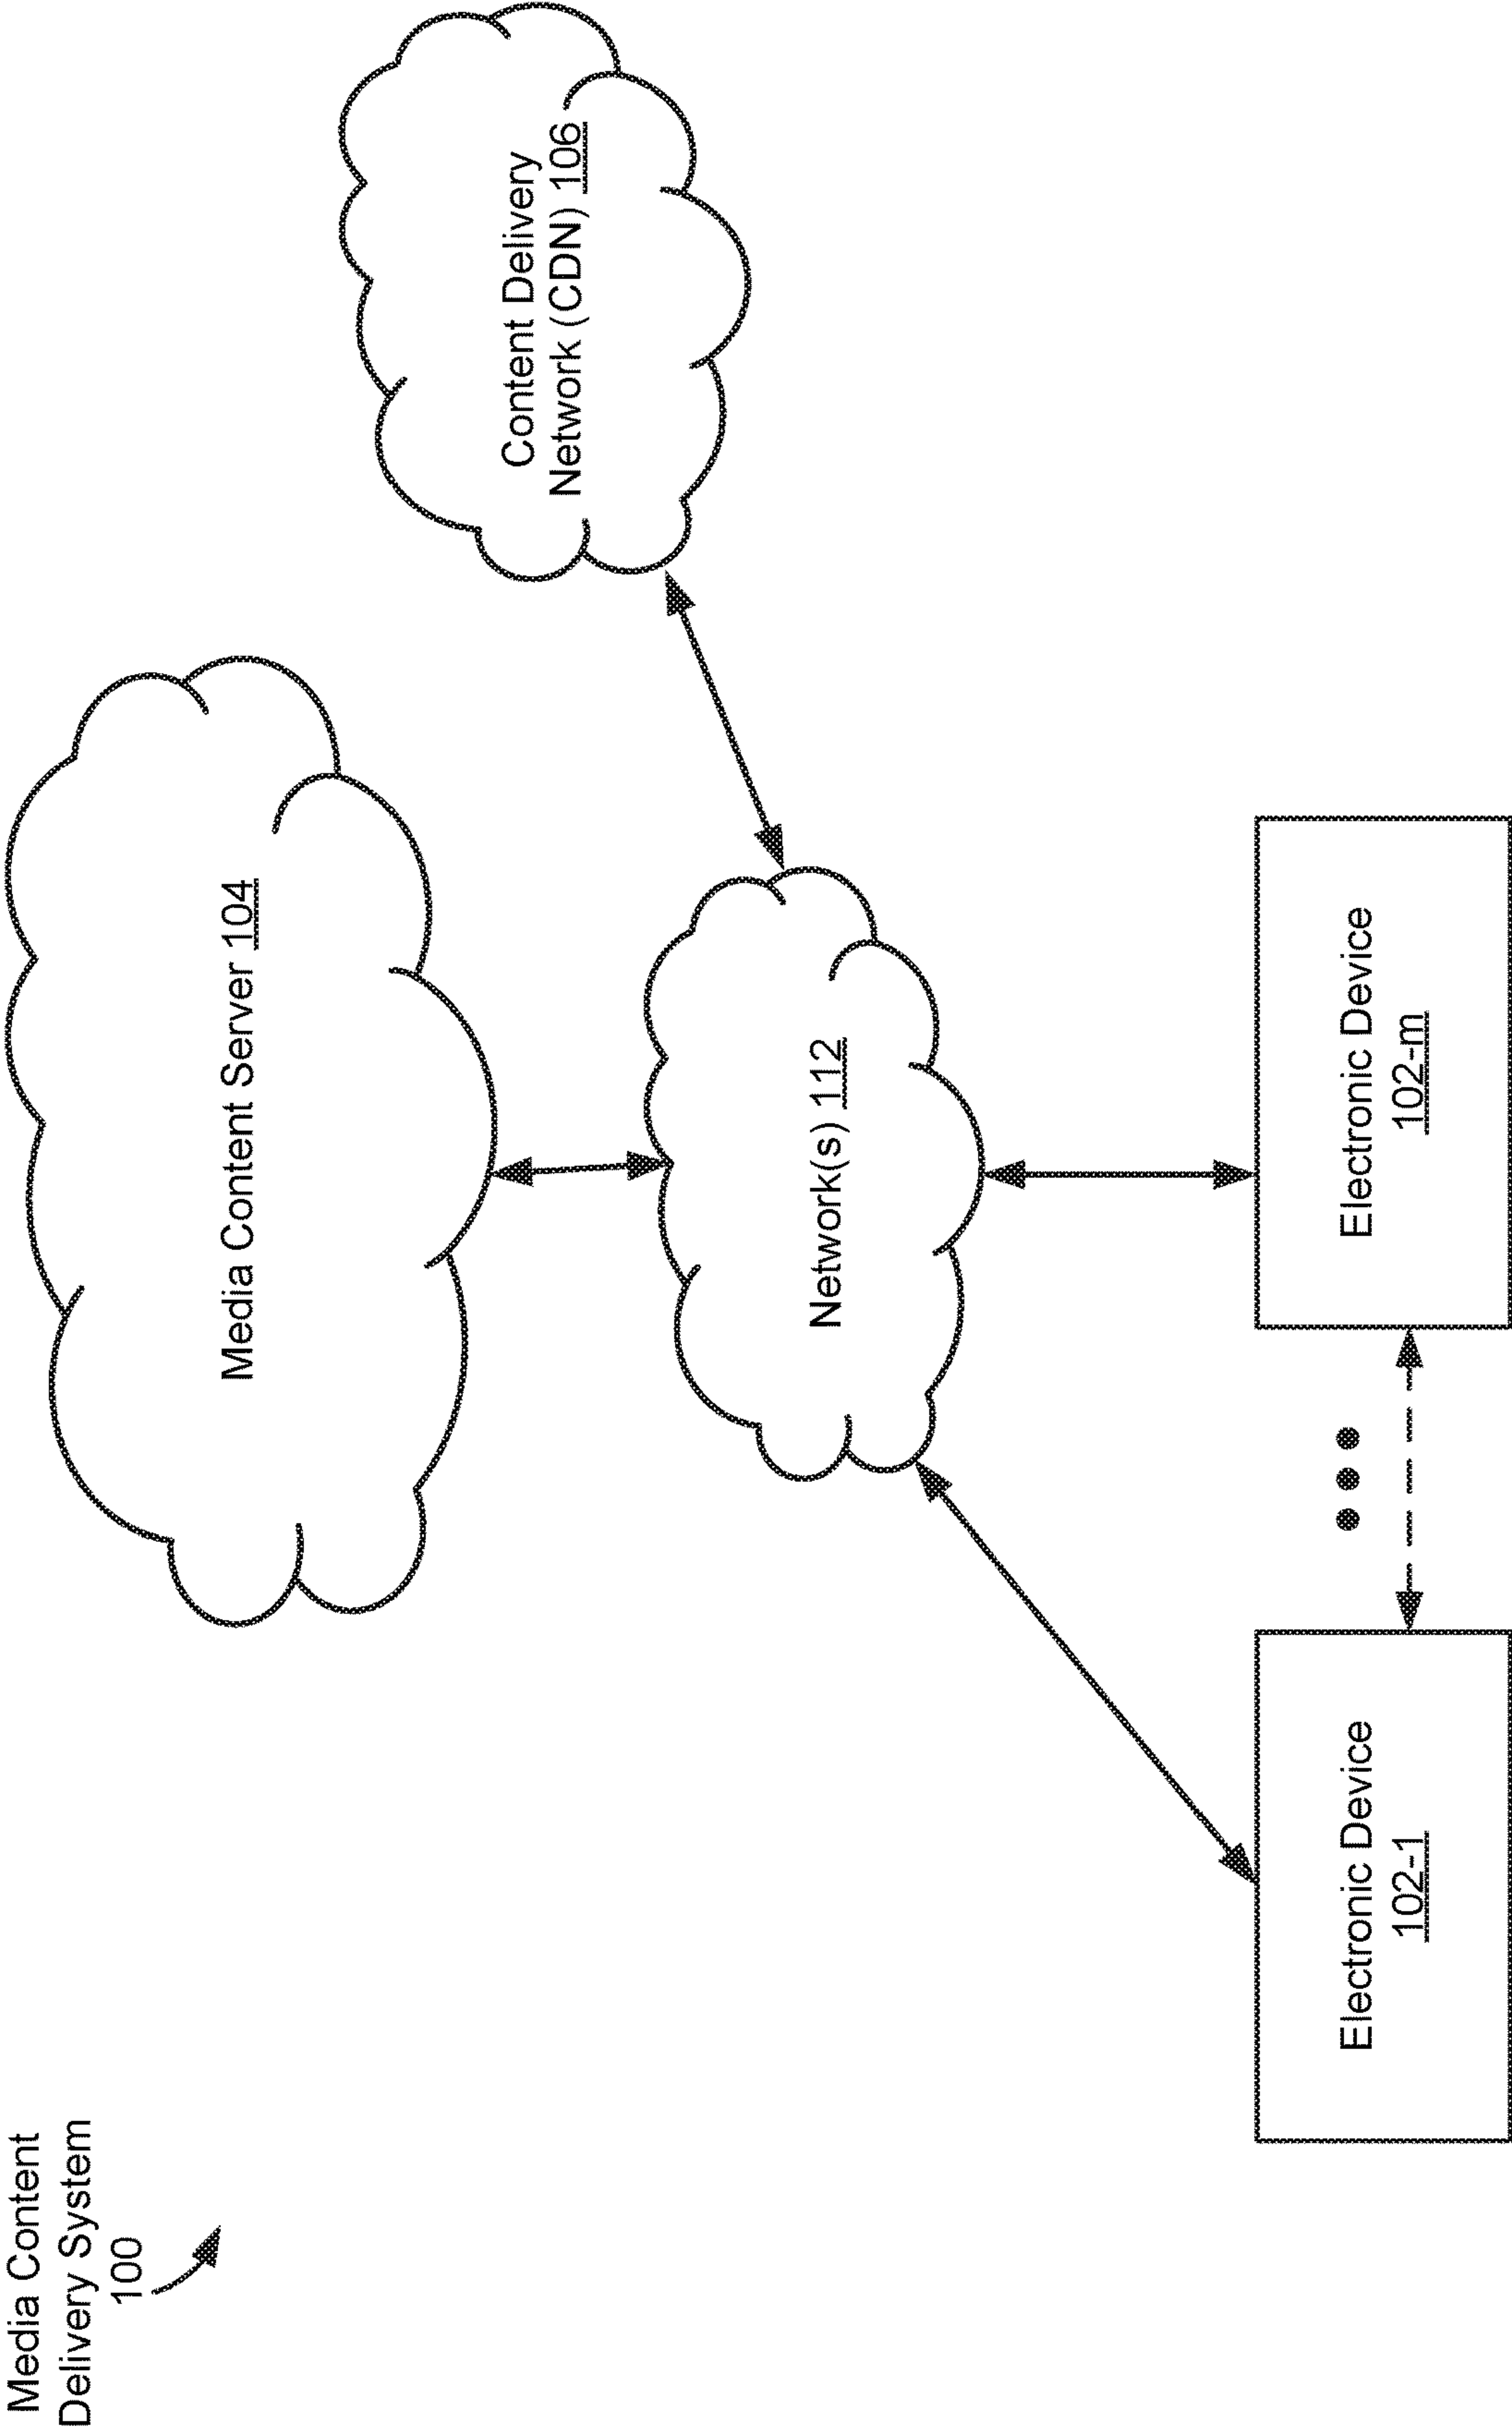 Media Content
Delivery System
100
Media Content Server 104
Content Delivery
Network (CDN) 106
Network(s) 112
Electronic Device
102-1
Electronic Device
102-m